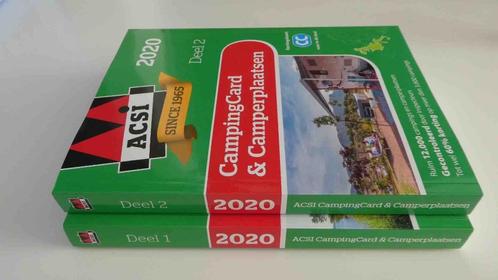 2020
Deel 2
ACSI
SINCE 1965
CampingCard
& Camperplaatsen
CC
Ruim 12.000
Gecontroleerd
Tot wel 60% korting
Deel 2
2020
ACSI CampingCard & Camperplaatsen
Deel 1
2020
ACSI CampingCard & Camperplaatsen